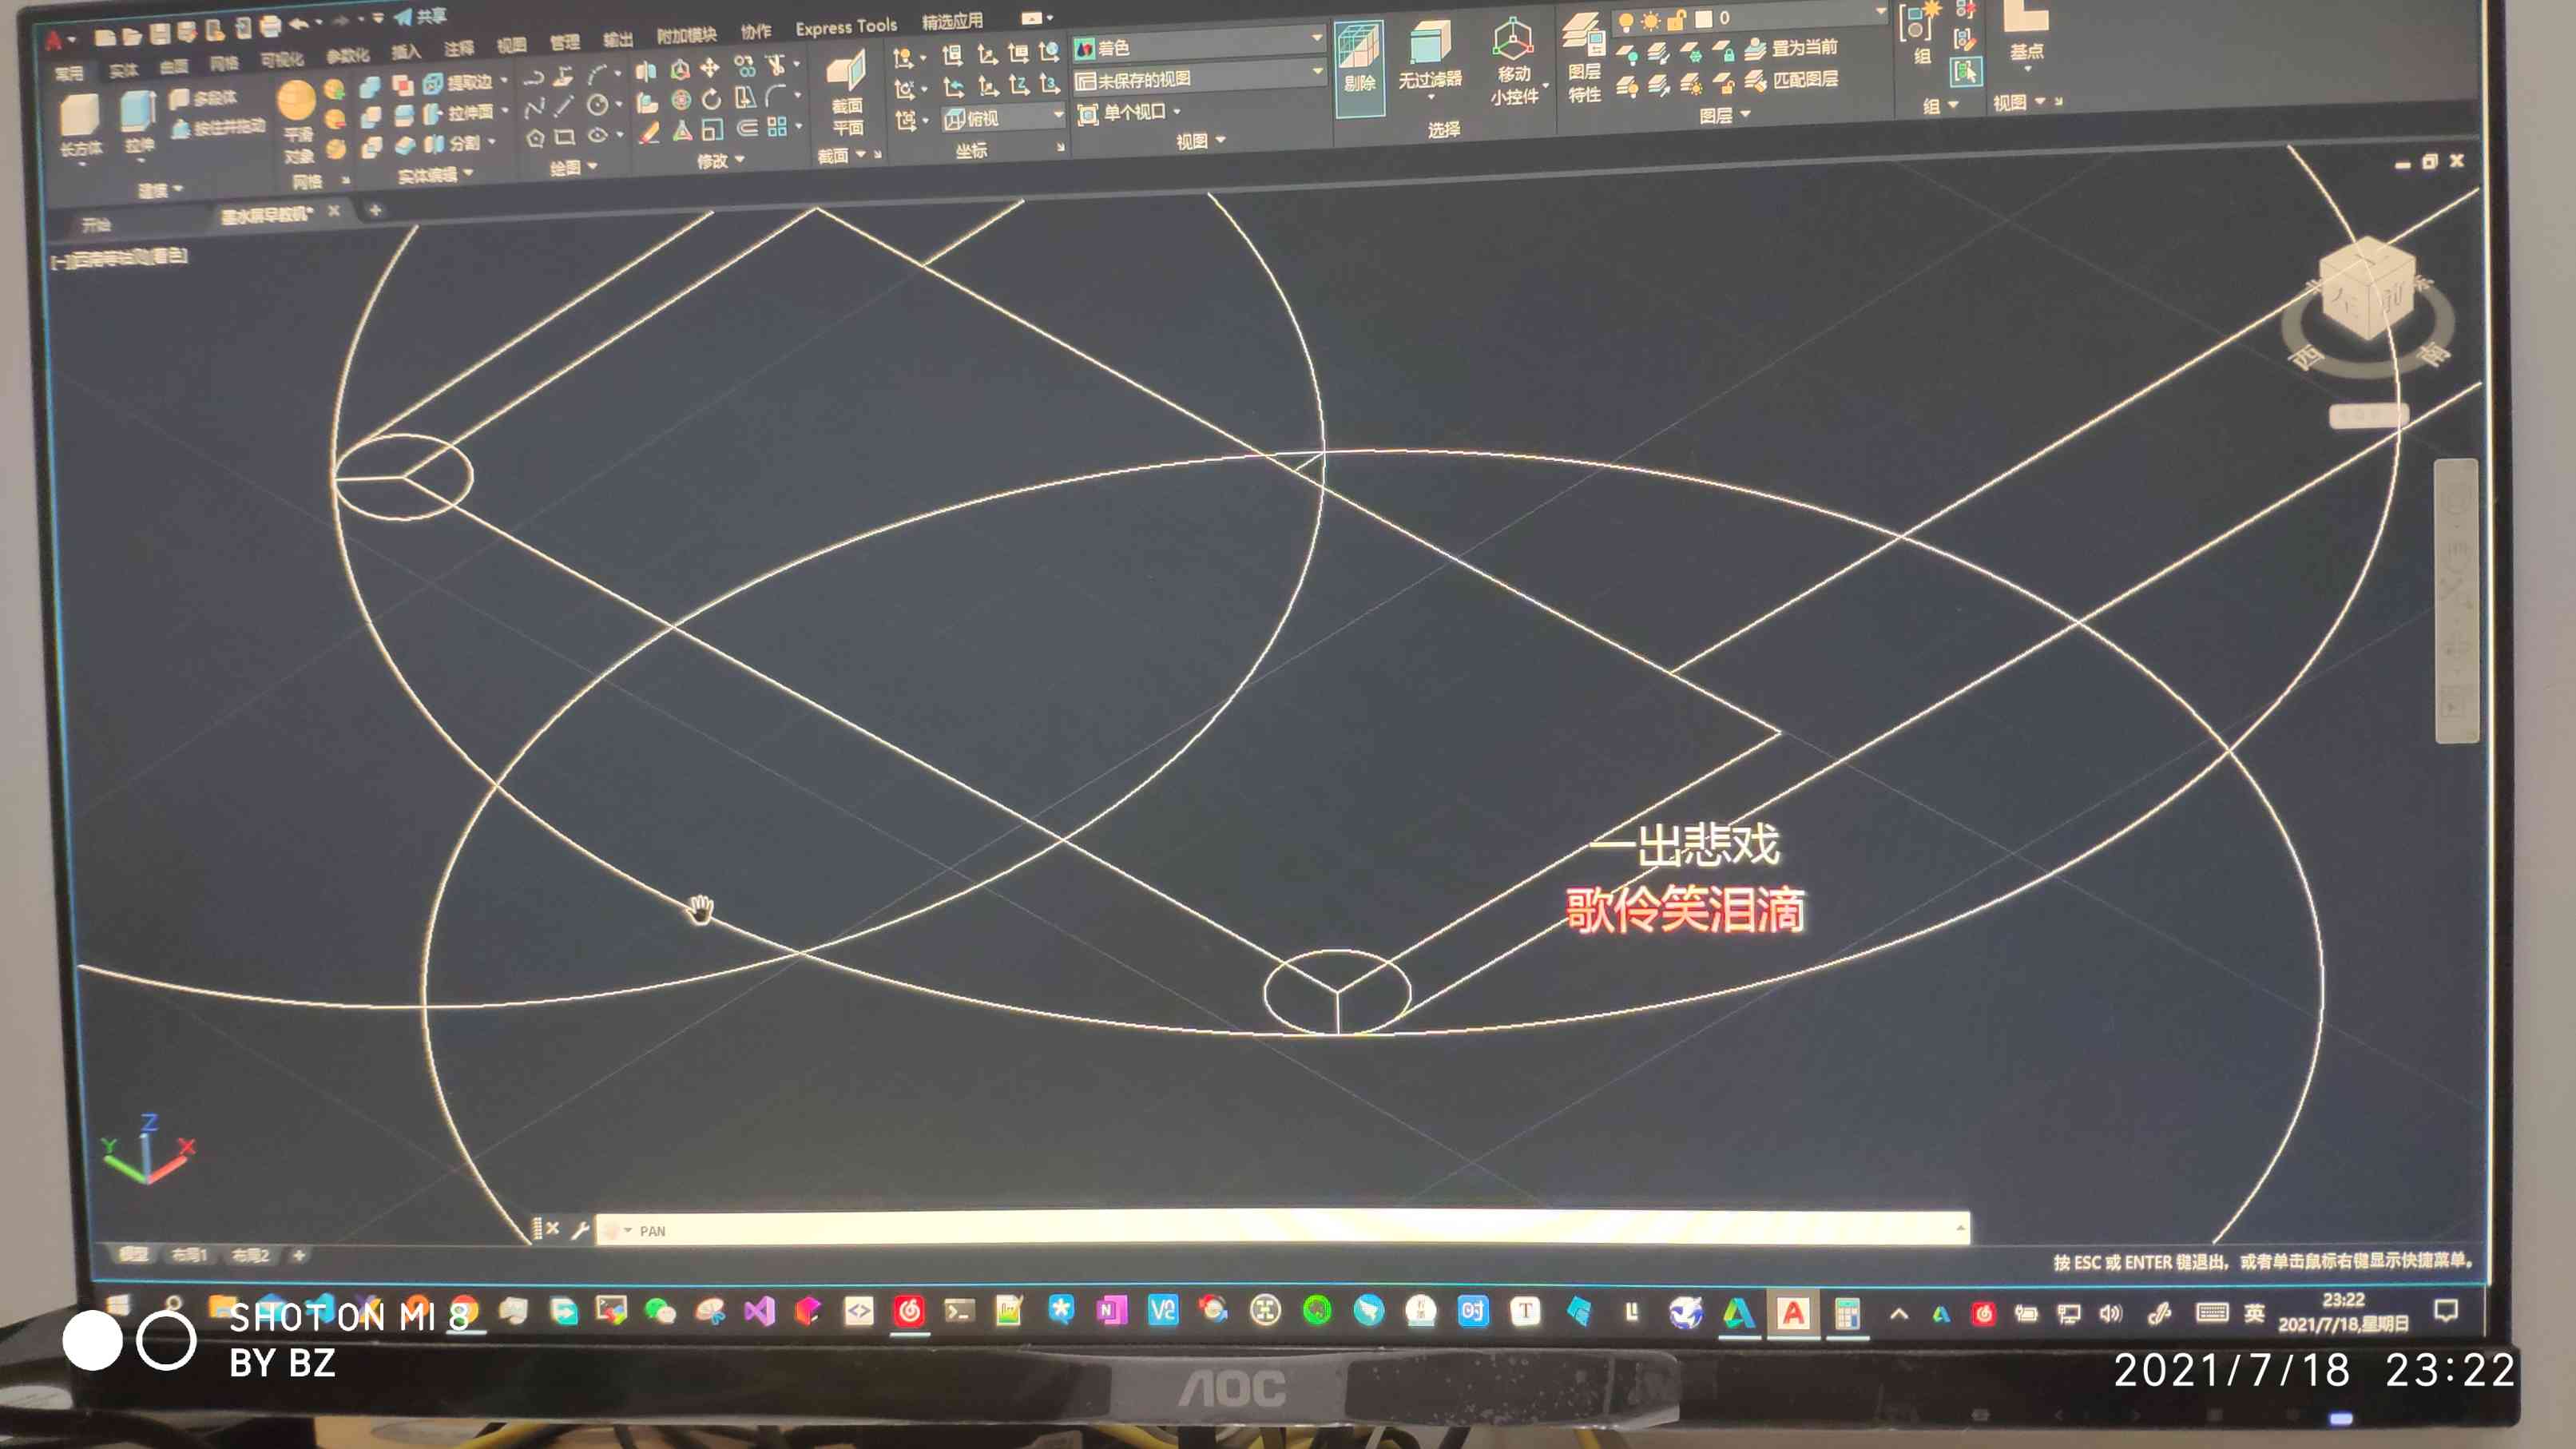 共享
常用 实体 曲面 网格 可视化 参数化 插入 注释 视图 管理 输出 附加模块 协作 Express Tools 精选应用
长方体
拉伸
多段体
按住并拖动
建模
平滑
对象
网格
提取边
拉伸面
分割
实体编辑
绘图
修改
截面
平面
截面
俯视
坐标
着色
未保存的视图
单个视口
视图
剔除
无过滤器
移动
小控件
选择
图层
特性
0
置为当前
匹配图层
图层
组
组
基点
视图
开始
墨水屏早教机*
[-][西南等轴测][着色]
上
左
前
西
南
一出悲戏
歌伶笑泪滴
Z
Y
X
PAN
模型 布局1 布局2
按 ESC 或 ENTER 键退出，或者单击鼠标右键显示快捷菜单。
英
23:22
2021/7/18,星期日
SHOT ON MI 8
BY BZ
AOC
2021/7/18 23:22